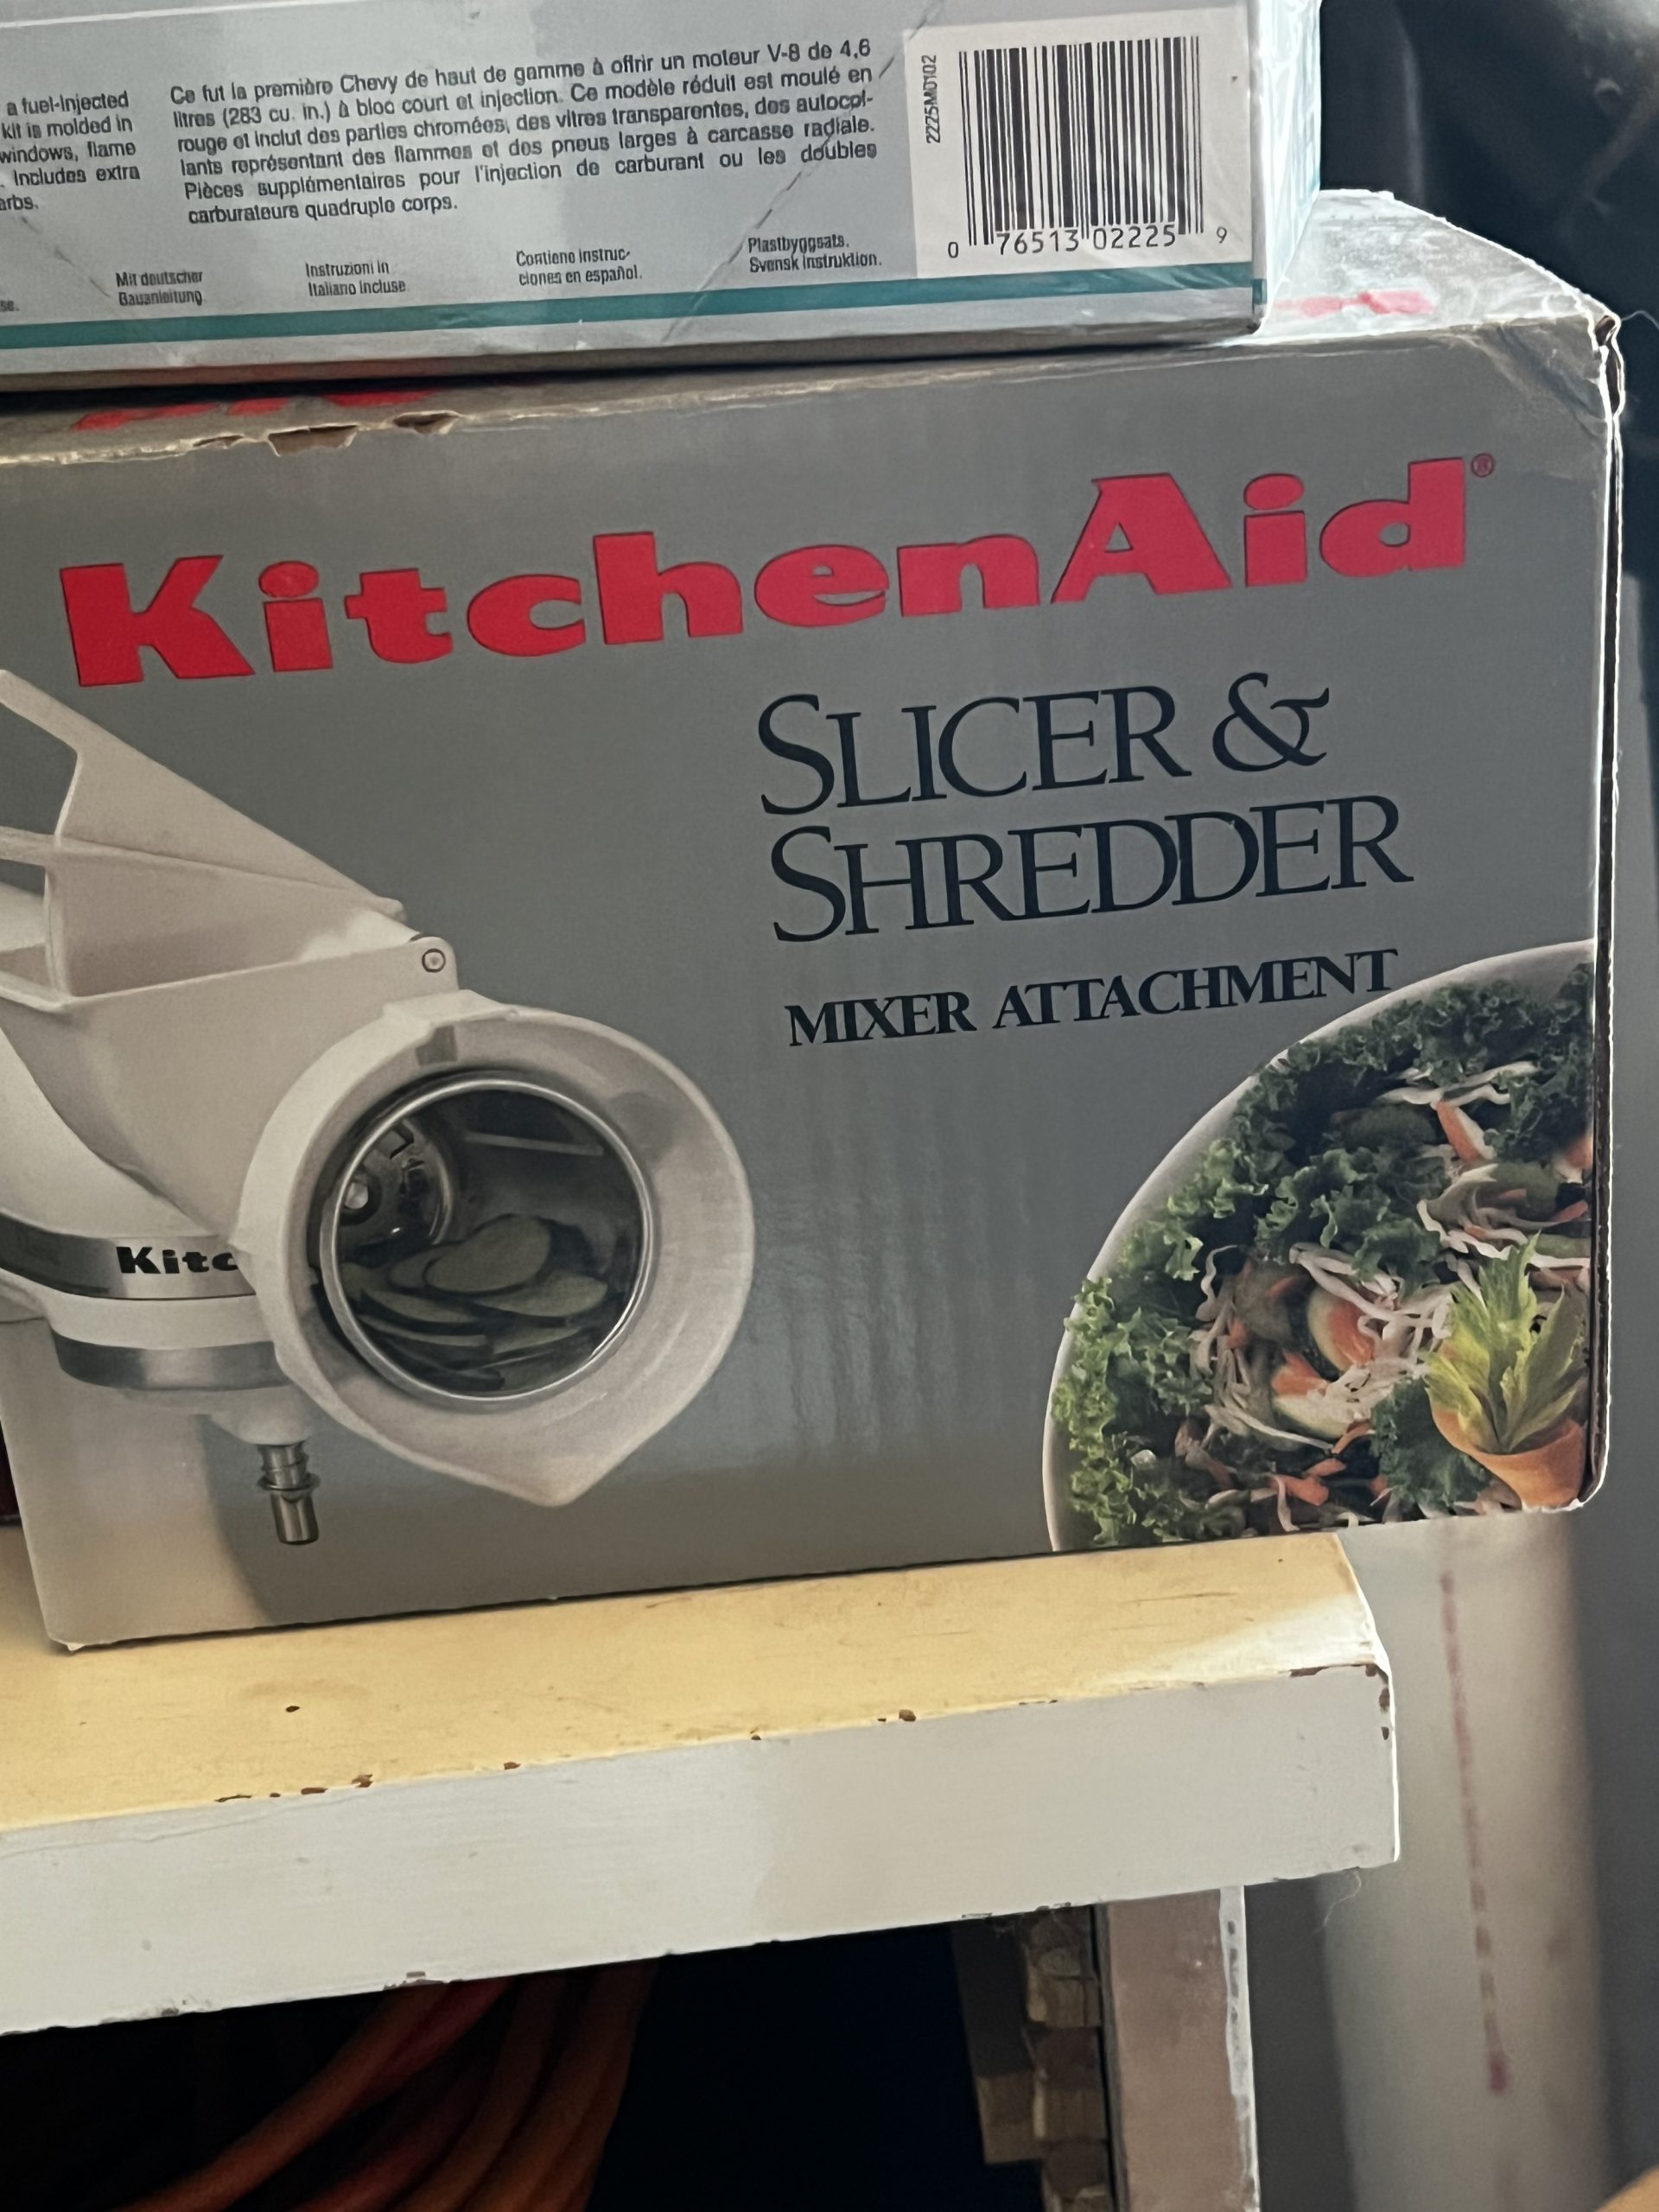 a fuel-injected
kit is molded in
windows, flame
. Includes extra
arbs.
Ce fut la première Chevy de haut de gamme à offrir un moteur V-8 de 4,6
litres (283 cu. in.) à bloc court et injection. Ce modèle réduit est moulé en
rouge et inclut des parties chromées, des vitres transparentes, des autocol-
lants représentant des flammes et des pneus larges à carcasse radiale.
Pièces supplémentaires pour l'injection de carburant ou les doubles
carburateurs quadruple corps.
se.
Mit deutscher
Bauanleitung.
Instruzioni in
Italiano incluse
Contiene instruc-
ciones en español.
Plastbyggsats.
Svensk instruktion.
2225M0102
0 76513 02225 9
KitchenAid®
SLICER &
SHREDDER
MIXER ATTACHMENT
Kitc